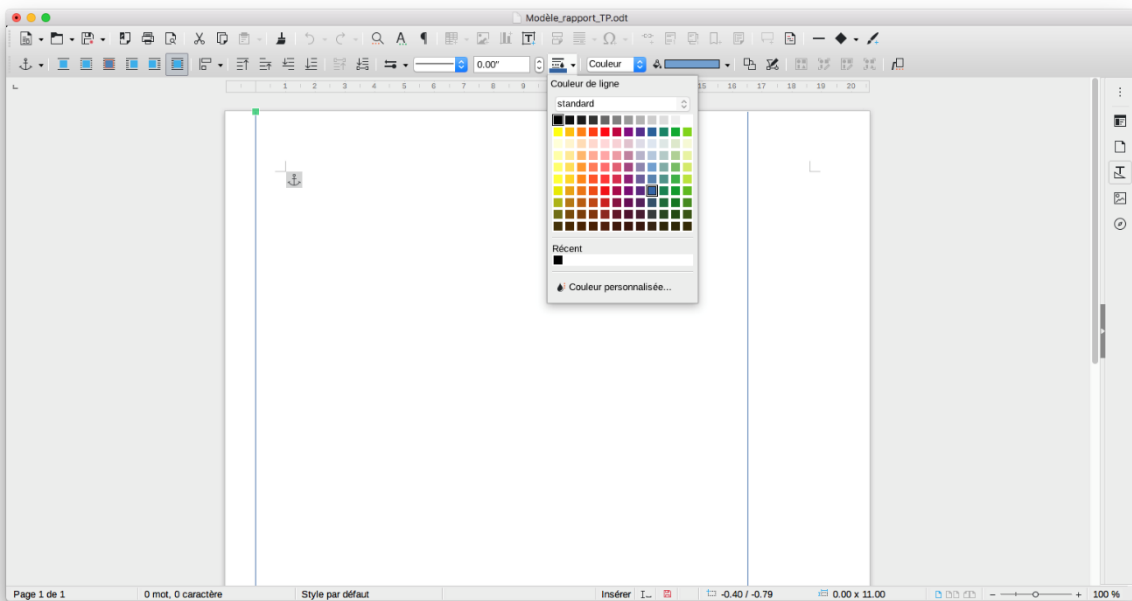 Modèle_rapport_TP.odt
0.00"
Couleur
1 2 3 4 5 6 7 8 9 15 16 17 18 19 20
Couleur de ligne
standard
Récent
Couleur personnalisée...
Page 1 de 1 0 mot, 0 caractère Style par défaut Insérer -0.40 / -0.79 0.00 x 11.00 100 %